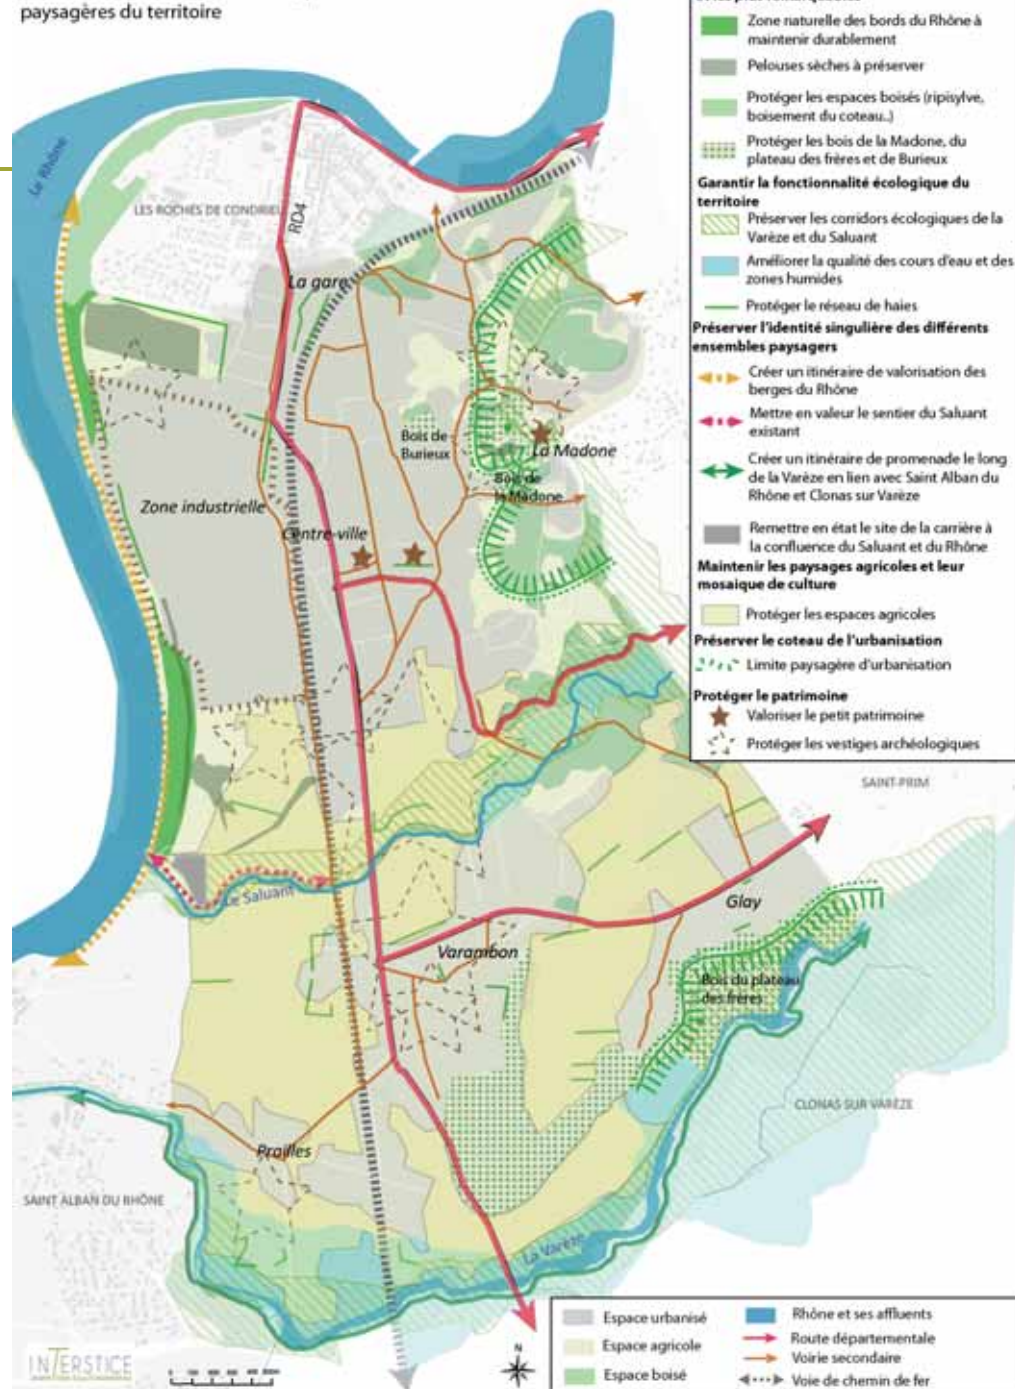 paysagères du territoire
Zone naturelle des bords du Rhône à
maintenir durablement
Pelouses sèches à préserver
Protéger les espaces boisés (ripisylve,
boisement du coteau..)
Protéger les bois de la Madone, du
plateau des frères et de Burieux
Garantir la fonctionnalité écologique du
territoire
Préserver les corridors écologiques de la
Varèze et du Saluant
Améliorer la qualité des cours d'eau et des
zones humides
Protéger le réseau de haies
Préserver l'identité singulière des différents
ensembles paysagers
Créer un itinéraire de valorisation des
berges du Rhône
Mettre en valeur le sentier du Saluant
existant
Créer un itinéraire de promenade le long
de la Varèze en lien avec Saint Alban du
Rhône et Clonas sur Varèze
Remettre en état le site de la carrière à
la confluence du Saluant et du Rhône
Maintenir les paysages agricoles et leur
mosaique de culture
Protéger les espaces agricoles
Préserver le coteau de l'urbanisation
Limite paysagère d'urbanisation
Protéger le patrimoine
Valoriser le petit patrimoine
Protéger les vestiges archéologiques
Le Rhône
LES ROCHES DE CONDRIEU
RD4
La gare
Bois de
Burieux
La Madone
Bois de
la Madone
Zone industrielle
Centre-ville
SAINT-PRIM
Le Saluant
Glay
Varambon
Bois du plateau
des frères
CLONAS SUR VARÈZE
Prailles
SAINT ALBAN DU RHÔNE
La Varèze
INTERSTICE
N
Espace urbanisé
Espace agricole
Espace boisé
Rhône et ses affluents
Route départementale
Voirie secondaire
Voie de chemin de fer